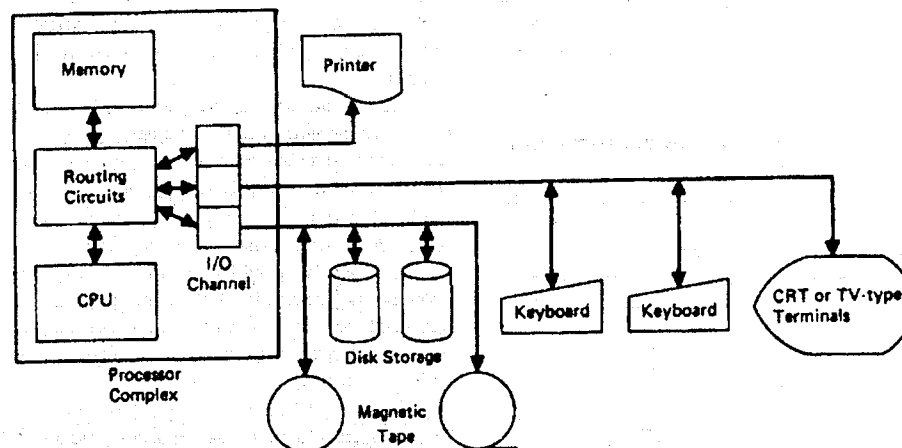 Memory
Printer
Routing
Circuits
I/O
Channel
CPU
Keyboard
Keyboard
CRT or TV-type
Terminals
Disk Storage
Processor
Complex
Magnetic
Tape